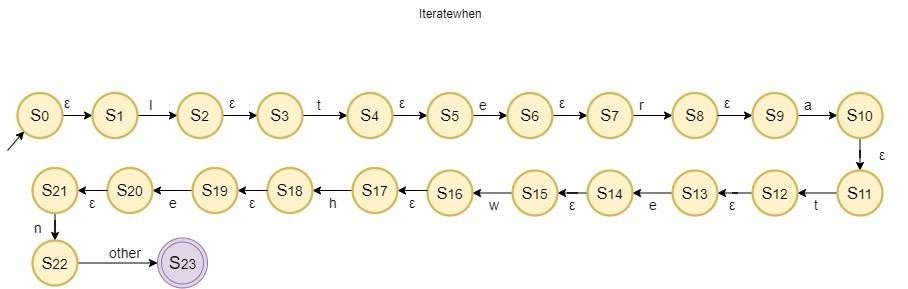 Iteratewhen
ε l ε t ε e ε r ε a
S0 S1 S2 S3 S4 S5 S6 S7 S8 S9 S10
ε
S21 S20 S19 S18 S17 S16 S15 S14 S13 S12 S11
ε e ε h ε w ε e ε t
n
S22 other S23